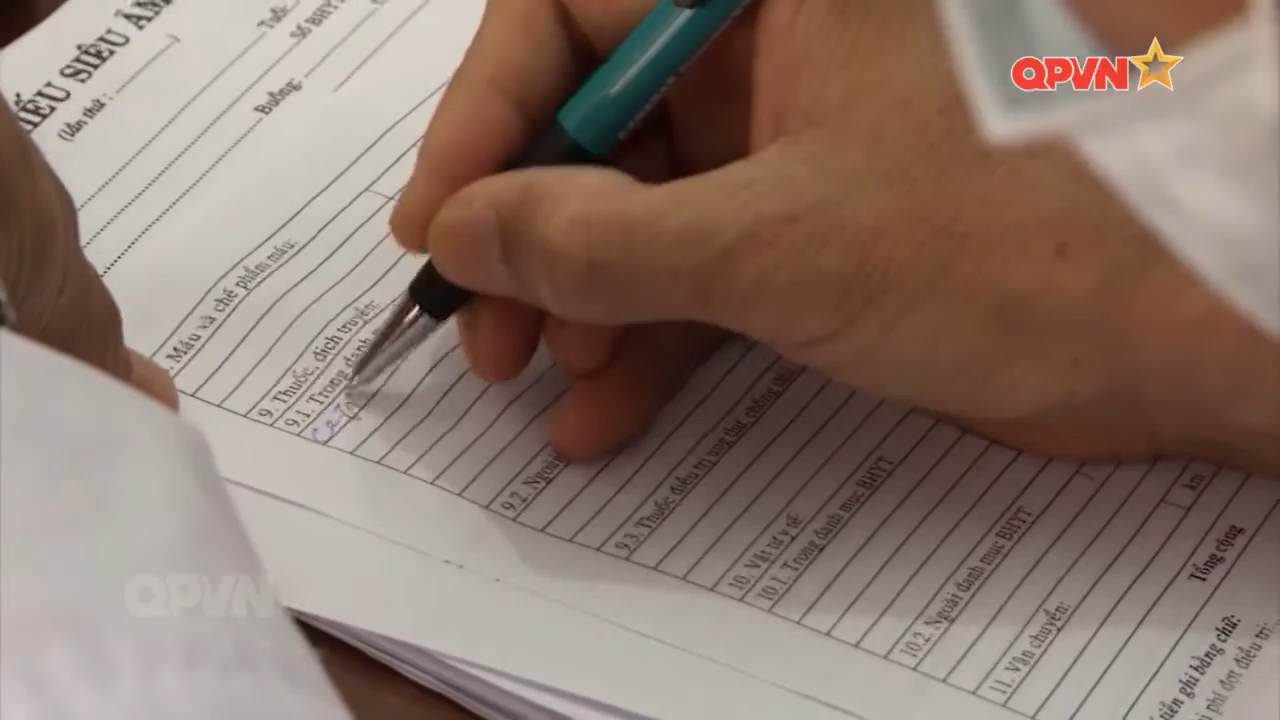 QPVN
PHIẾU SIÊU ÂM
(lần thứ :
Tuổi:
Số BHYT
Buồng:
Máu và chế phẩm máu:
9. Thuốc, dịch truyền:
9.1. Trong danh
9.2. Ngoài
9.3. Thuốc điều trị ung thư, chống
10. Vật tư y tế
10.1. Trong danh mục BHYT
10.2. Ngoài danh mục BHYT
11. Vận chuyển:
km
Tổng cộng
tiền ghi bằng chữ:
phí đợt điều trị:
QPVN